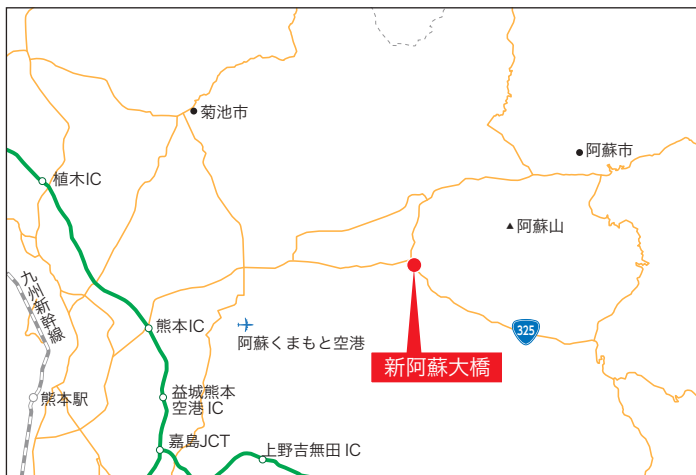 菊池市
阿蘇市
植木IC
阿蘇山
九州新幹線
325
熊本IC
阿蘇くまもと空港
新阿蘇大橋
熊本駅
益城熊本
空港 IC
嘉島JCT
上野吉無田 IC